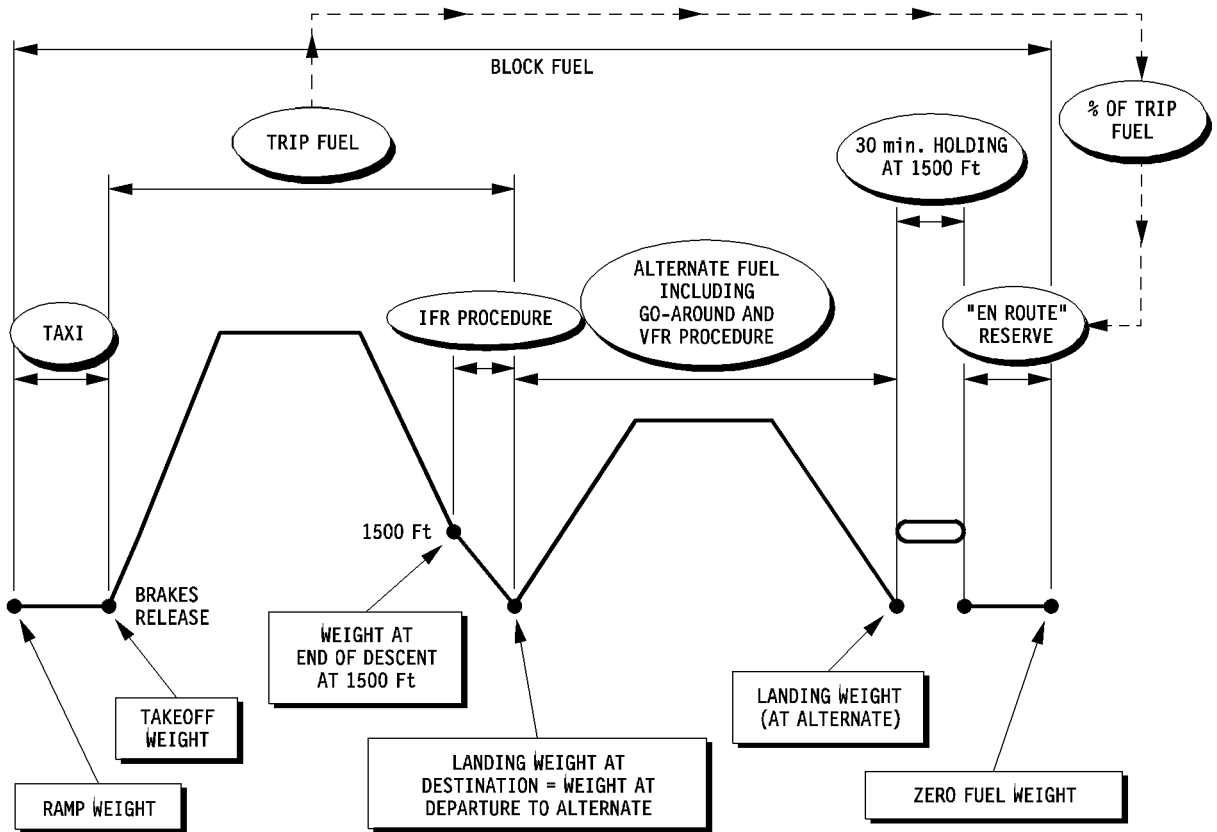 BLOCK FUEL
TRIP FUEL
% OF TRIP
FUEL
30 min. HOLDING
AT 1500 Ft
ALTERNATE FUEL
INCLUDING
GO-AROUND AND
VFR PROCEDURE
TAXI
IFR PROCEDURE
"EN ROUTE"
RESERVE
1500 Ft
BRAKES
RELEASE
WEIGHT AT
END OF DESCENT
AT 1500 Ft
LANDING WEIGHT
(AT ALTERNATE)
TAKEOFF
WEIGHT
LANDING WEIGHT AT
DESTINATION = WEIGHT AT
DEPARTURE TO ALTERNATE
RAMP WEIGHT
ZERO FUEL WEIGHT